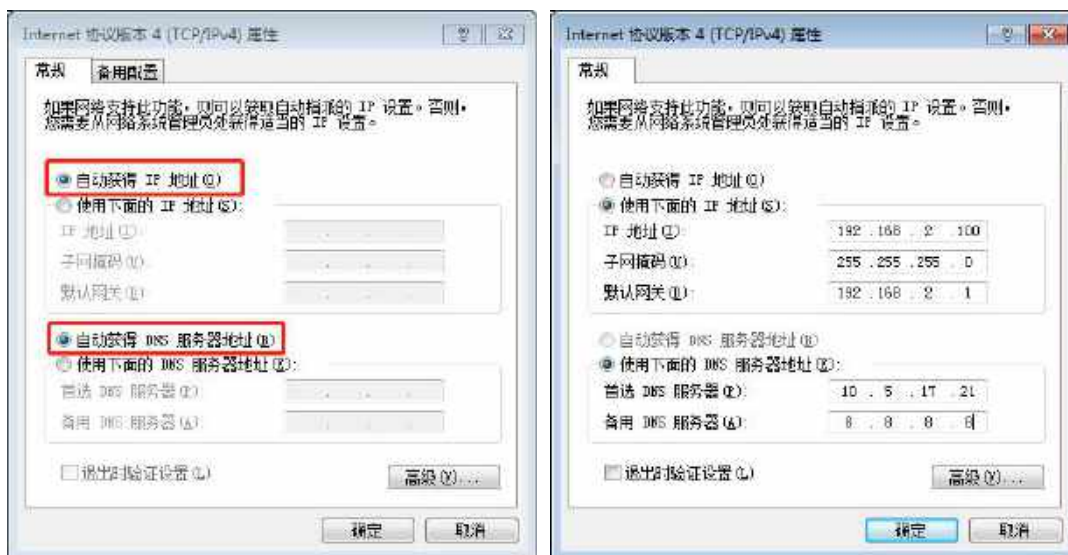 Internet 协议版本 4 (TCP/IPv4) 属性
常规
备用配置
如果网络支持此功能，则可以获取自动指派的 IP 设置。否则，
您需要从网络系统管理员处获得适当的 IP 设置。
自动获得 IP 地址(O)
使用下面的 IP 地址(S):
IP 地址(I):
子网掩码(U):
默认网关(D):
自动获得 DNS 服务器地址(B)
使用下面的 DNS 服务器地址(E):
首选 DNS 服务器(P):
备用 DNS 服务器(A):
退出时验证设置(L)
高级(V)...
确定
取消
Internet 协议版本 4 (TCP/IPv4) 属性
常规
如果网络支持此功能，则可以获取自动指派的 IP 设置。否则，
您需要从网络系统管理员处获得适当的 IP 设置。
自动获得 IP 地址(O)
使用下面的 IP 地址(S):
IP 地址(I): 192 . 168 . 2 . 100
子网掩码(U): 255 . 255 . 255 . 0
默认网关(D): 192 . 168 . 2 . 1
自动获得 DNS 服务器地址(B)
使用下面的 DNS 服务器地址(E):
首选 DNS 服务器(P): 10 . 5 . 17 . 21
备用 DNS 服务器(A): 8 . 8 . 8 . 8
退出时验证设置(L)
高级(V)...
确定
取消